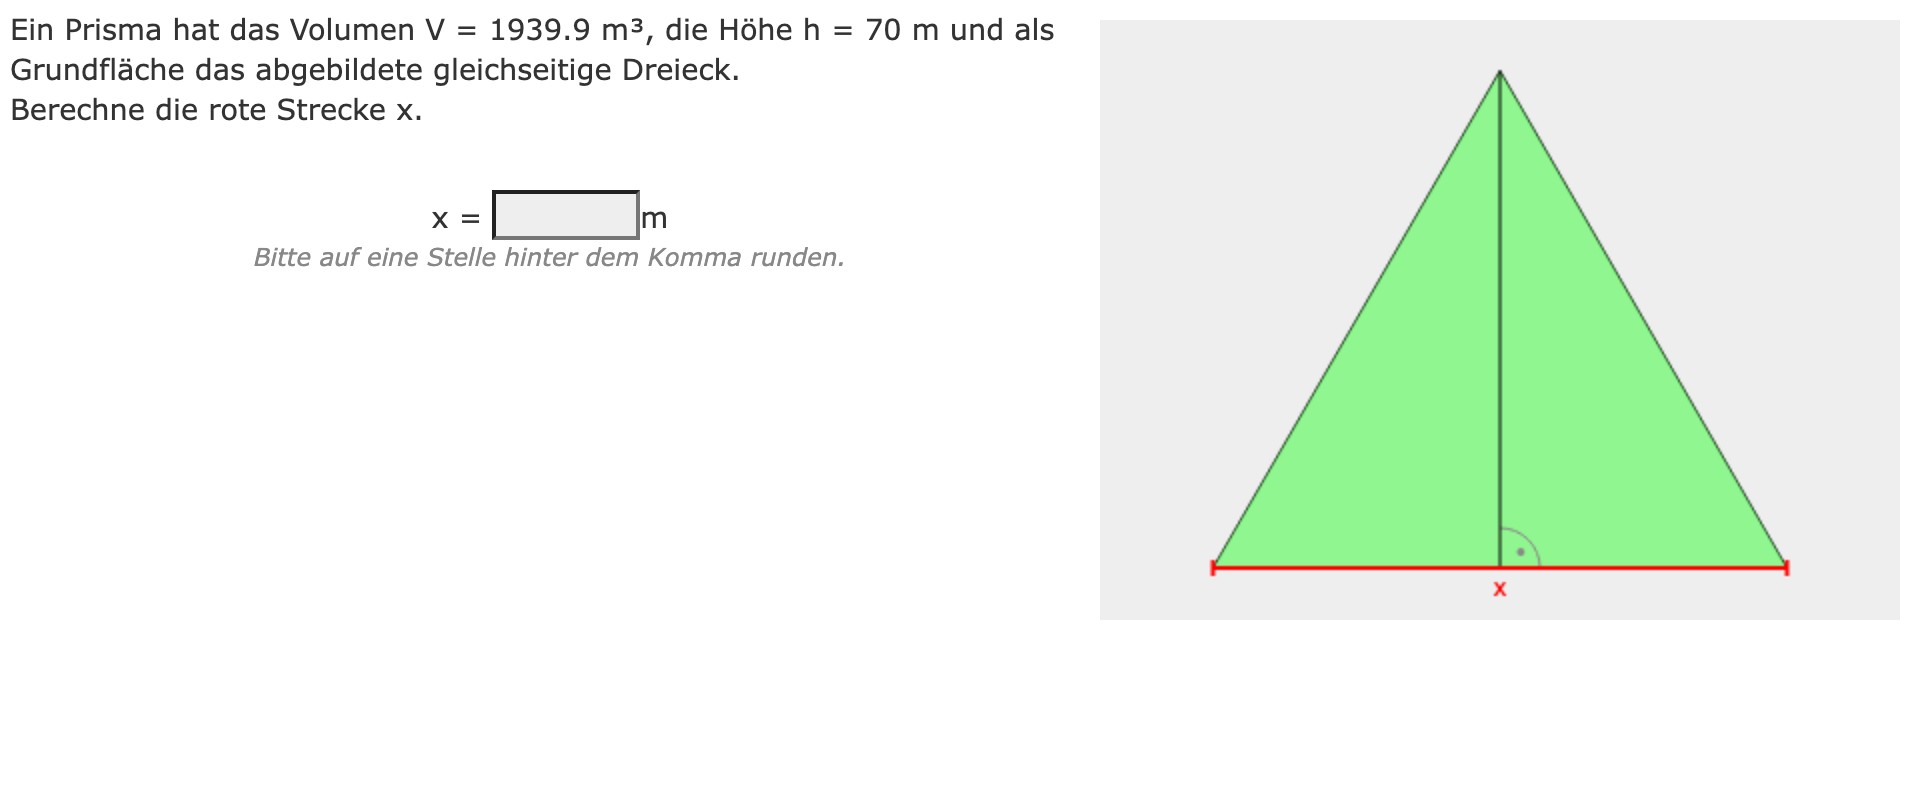 Ein Prisma hat das Volumen V = 1939.9 m³, die Höhe h = 70 m und als
Grundfläche das abgebildete gleichseitige Dreieck.
Berechne die rote Strecke x.
x = m
Bitte auf eine Stelle hinter dem Komma runden.
x